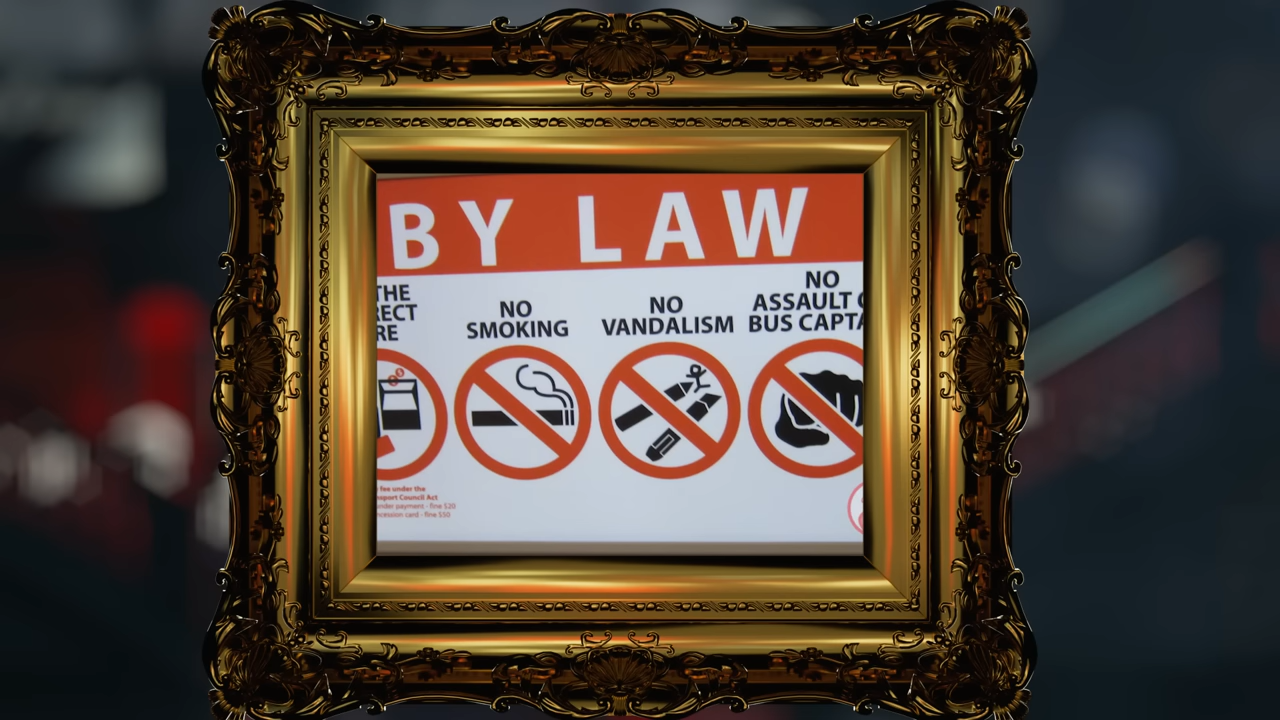 BY LAW
THE
RECT
RE
NO
SMOKING
NO
VANDALISM
NO
ASSAULT O
BUS CAPTA
fee under the
nsport Council Act
nder payment - fine $20
ncession card - fine $50